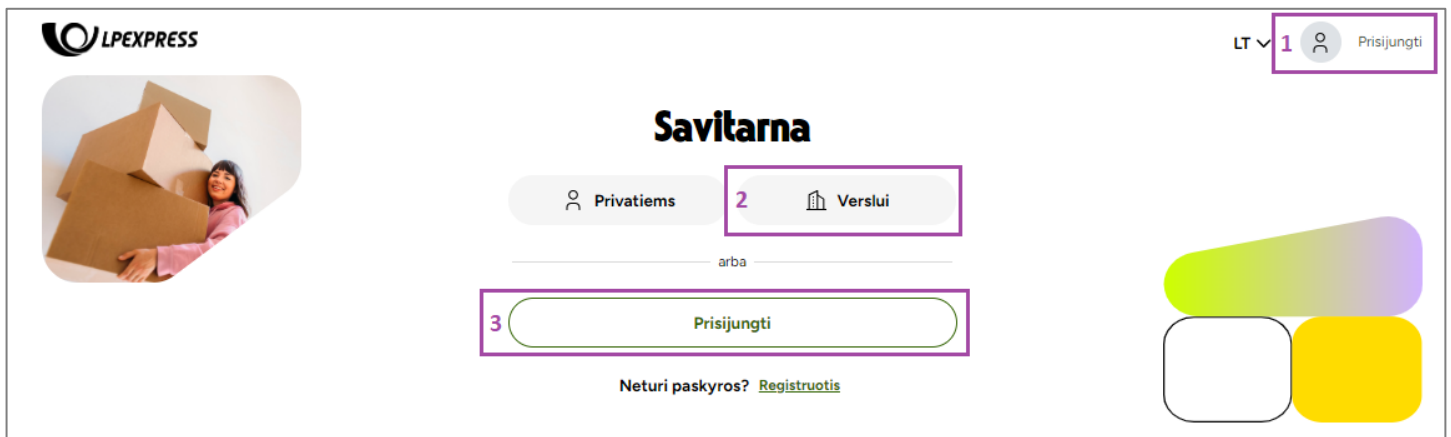 LPEXPRESS
LT 1 Prisijungti
Savitarna
Privatiems 2 Verslui
arba
3 Prisijungti
Neturi paskyros? Registruotis